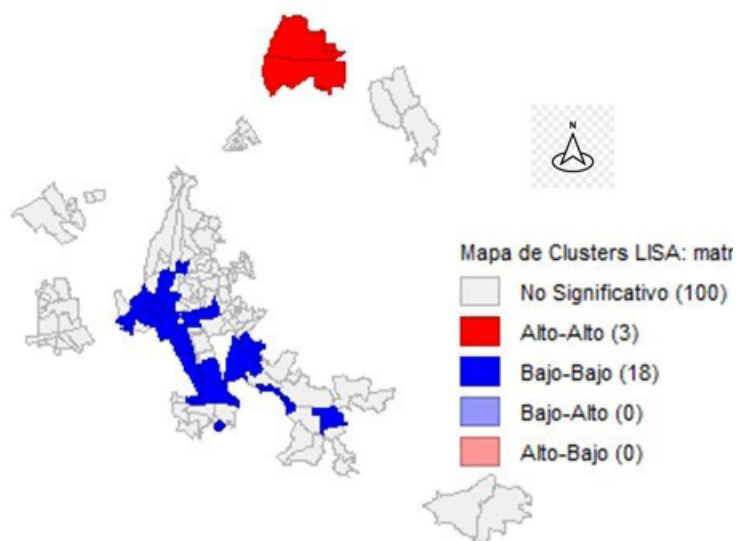 N
Mapa de Clusters LISA: matr
No Significativo (100)
Alto-Alto (3)
Bajo-Bajo (18)
Bajo-Alto (0)
Alto-Bajo (0)